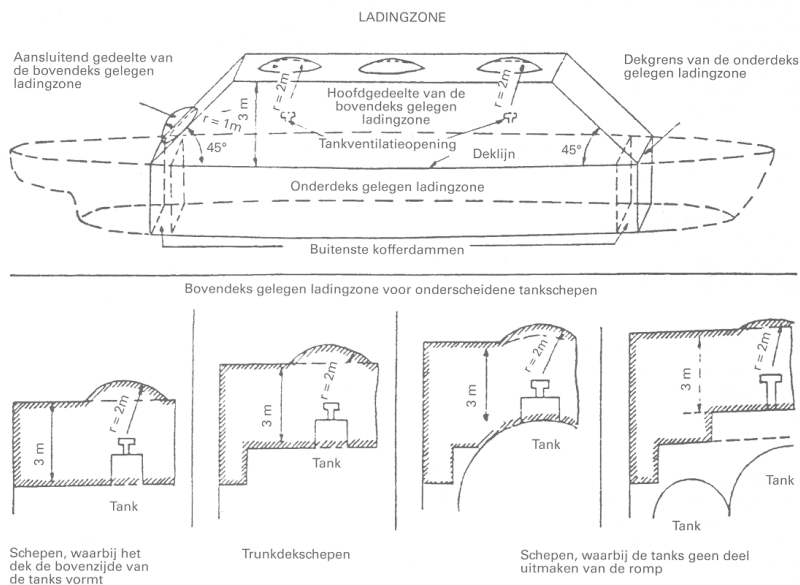 LADINGZONE
Aansluitend gedeelte van
de bovendeks gelegen
ladingzone
Dekgrens van de onderdeks
gelegen ladingzone
r = 2m
r = 2m
r = 1m
3 m
Hoofdgedeelte van de
bovendeks gelegen
ladingzone
Tankventilatieopening
45°
45°
Deklijn
Onderdeks gelegen ladingzone
Buitenste kofferdammen
Bovendeks gelegen ladingzone voor onderscheidene tankschepen
r = 2m
3 m
Tank
Schepen, waarbij het
dek de bovenzijde van
de tanks vormt
r = 2m
3 m
Tank
Trunkdekschepen
r = 2m
3 m
Tank
r = 2m
3 m
Tank
Tank
Schepen, waarbij de tanks geen deel
uitmaken van de romp